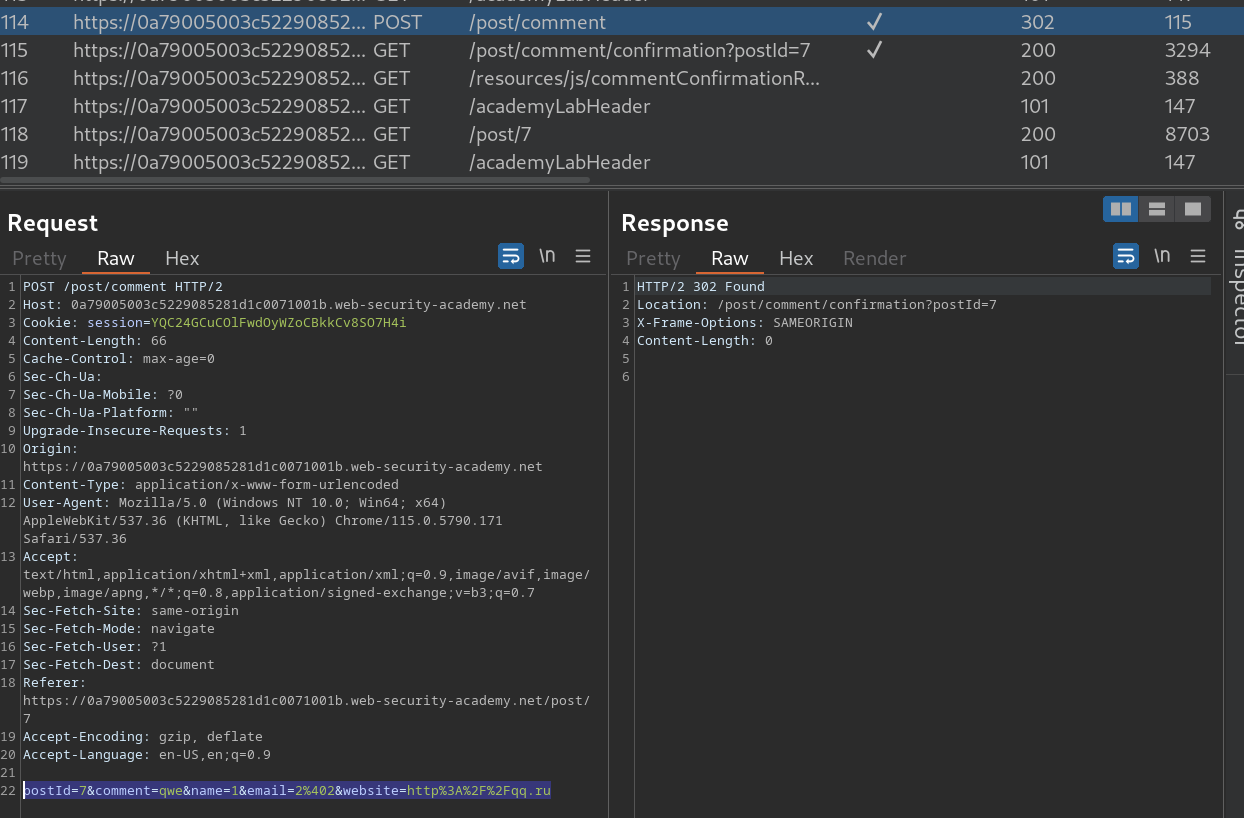 114 https://0a79005003c52290852... POST /post/comment ✓ 302 115
115 https://0a79005003c52290852... GET /post/comment/confirmation?postId=7 ✓ 200 3294
116 https://0a79005003c52290852... GET /resources/js/commentConfirmationR... 200 388
117 https://0a79005003c52290852... GET /academyLabHeader 101 147
118 https://0a79005003c52290852... GET /post/7 200 8703
119 https://0a79005003c52290852... GET /academyLabHeader 101 147
Request
Pretty Raw Hex \n
1 POST /post/comment HTTP/2
2 Host: 0a79005003c5229085281d1c0071001b.web-security-academy.net
3 Cookie: session=YQC24GCuCOlFwdOyWZoCBkkCv8SO7H4i
4 Content-Length: 66
5 Cache-Control: max-age=0
6 Sec-Ch-Ua:
7 Sec-Ch-Ua-Mobile: ?0
8 Sec-Ch-Ua-Platform: ""
9 Upgrade-Insecure-Requests: 1
10 Origin:
https://0a79005003c5229085281d1c0071001b.web-security-academy.net
11 Content-Type: application/x-www-form-urlencoded
12 User-Agent: Mozilla/5.0 (Windows NT 10.0; Win64; x64)
AppleWebKit/537.36 (KHTML, like Gecko) Chrome/115.0.5790.171
Safari/537.36
13 Accept:
text/html,application/xhtml+xml,application/xml;q=0.9,image/avif,image/
webp,image/apng,*/*;q=0.8,application/signed-exchange;v=b3;q=0.7
14 Sec-Fetch-Site: same-origin
15 Sec-Fetch-Mode: navigate
16 Sec-Fetch-User: ?1
17 Sec-Fetch-Dest: document
18 Referer:
https://0a79005003c5229085281d1c0071001b.web-security-academy.net/post/
7
19 Accept-Encoding: gzip, deflate
20 Accept-Language: en-US,en;q=0.9
21
22 postId=7&comment=qwe&name=1&email=2%402&website=http%3A%2F%2Fqq.ru
Response
Pretty Raw Hex Render \n
1 HTTP/2 302 Found
2 Location: /post/comment/confirmation?postId=7
3 X-Frame-Options: SAMEORIGIN
4 Content-Length: 0
5
6
Inspector